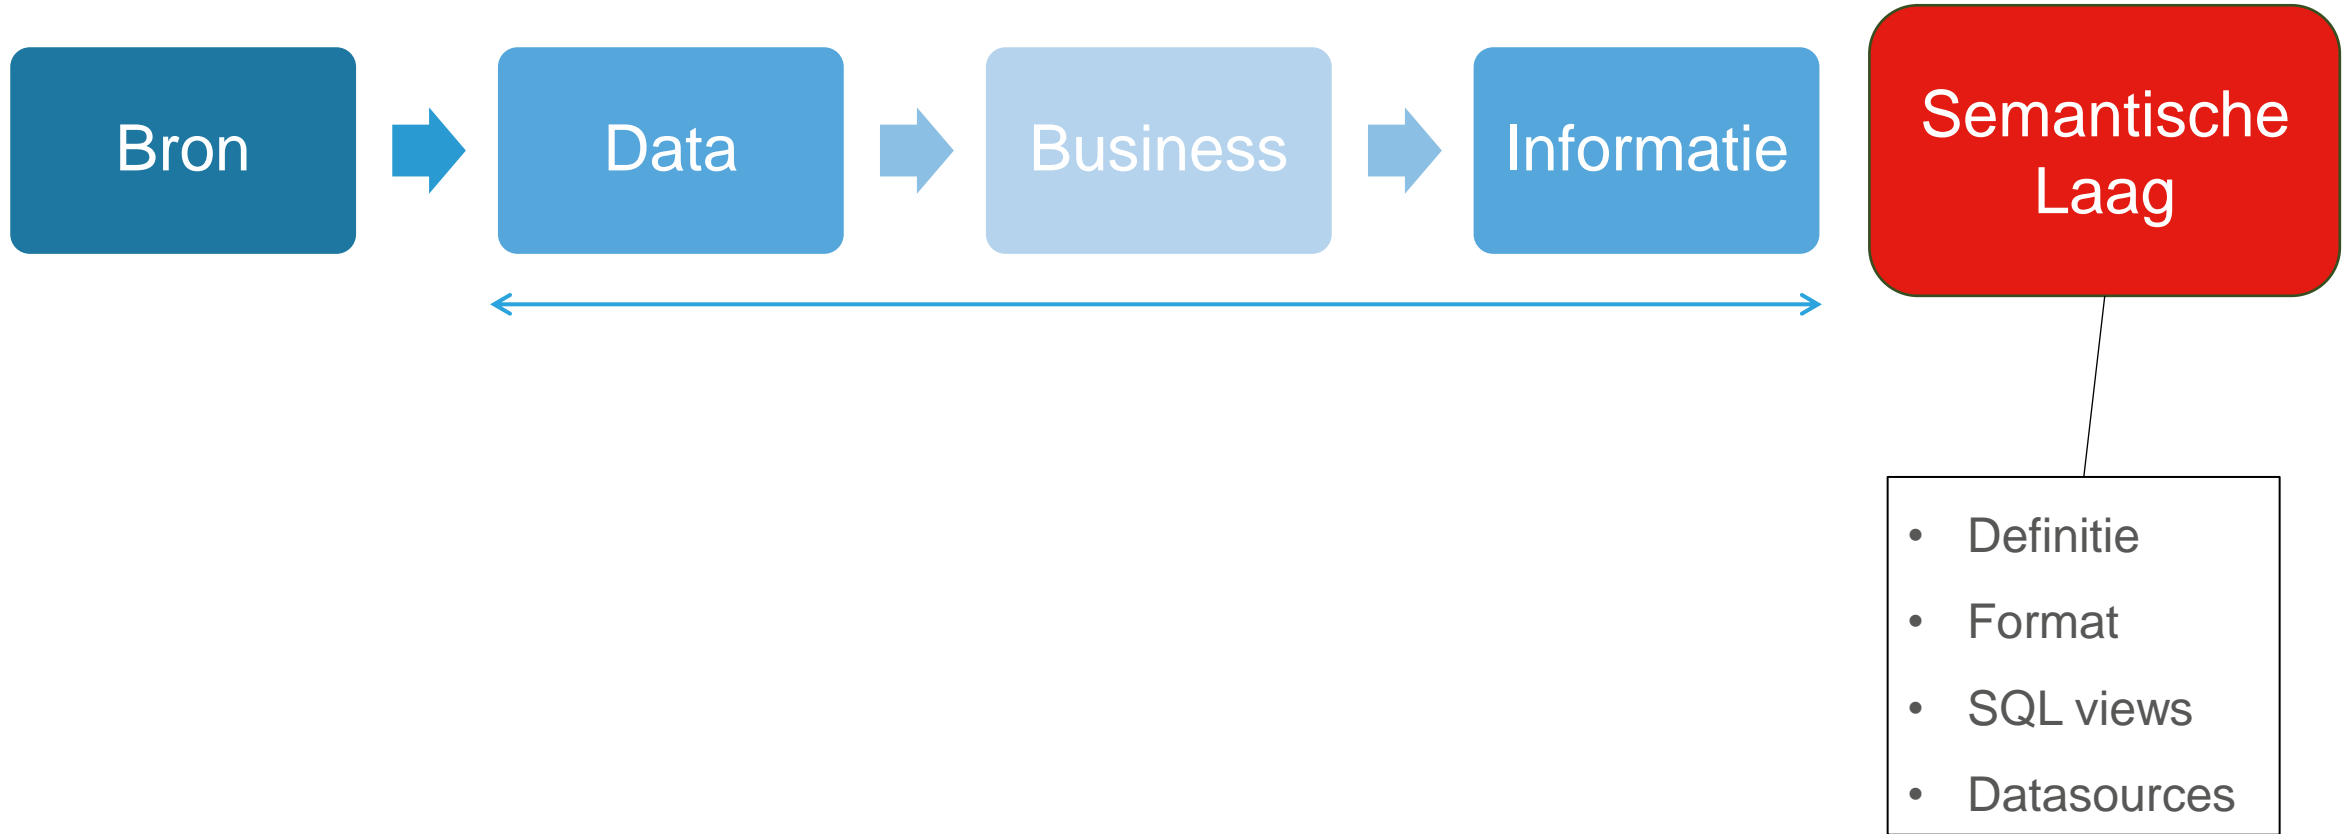 Bron
Data
Business
Informatie
Semantische
Laag
• Definitie
• Format
• SQL views
• Datasources